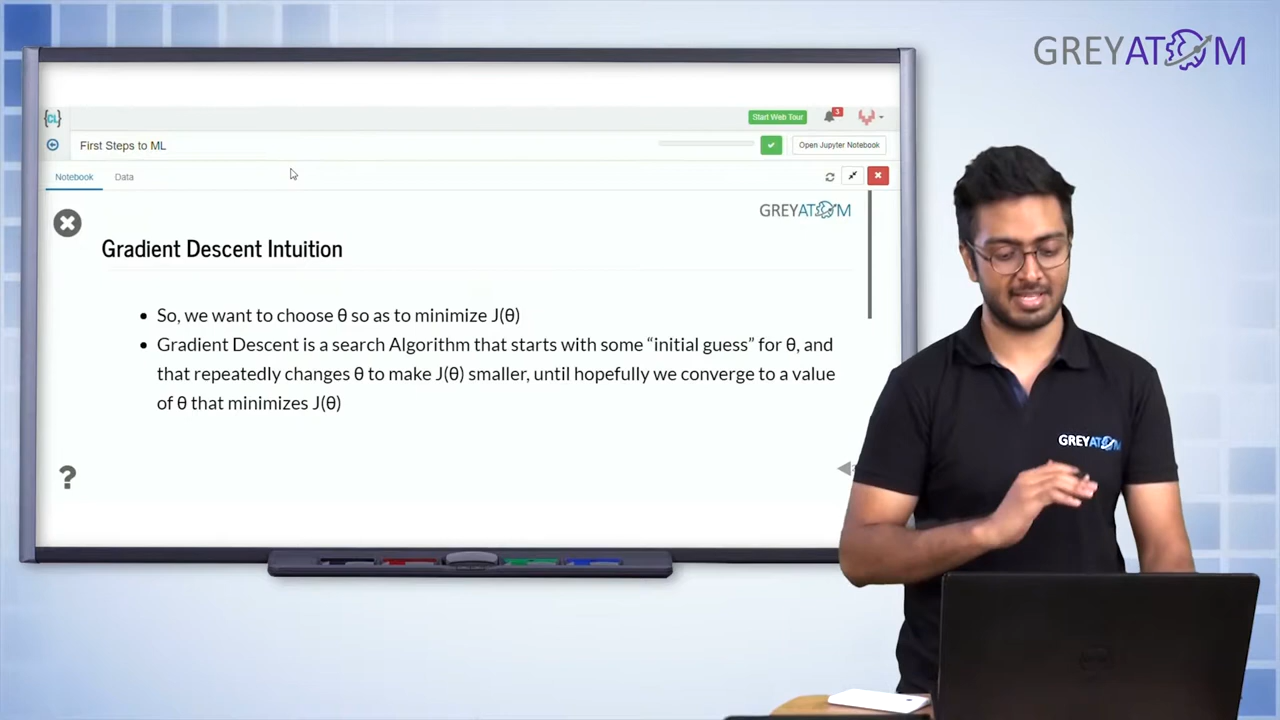 GREYATOM
{CL}
Start Web Tour
3
First Steps to ML
Open Jupyter Notebook
Notebook
Data
GREYATOM
Gradient Descent Intuition
• So, we want to choose θ so as to minimize J(θ)
• Gradient Descent is a search Algorithm that starts with some “initial guess” for θ, and
that repeatedly changes θ to make J(θ) smaller, until hopefully we converge to a value
of θ that minimizes J(θ)
?
GREYATOM